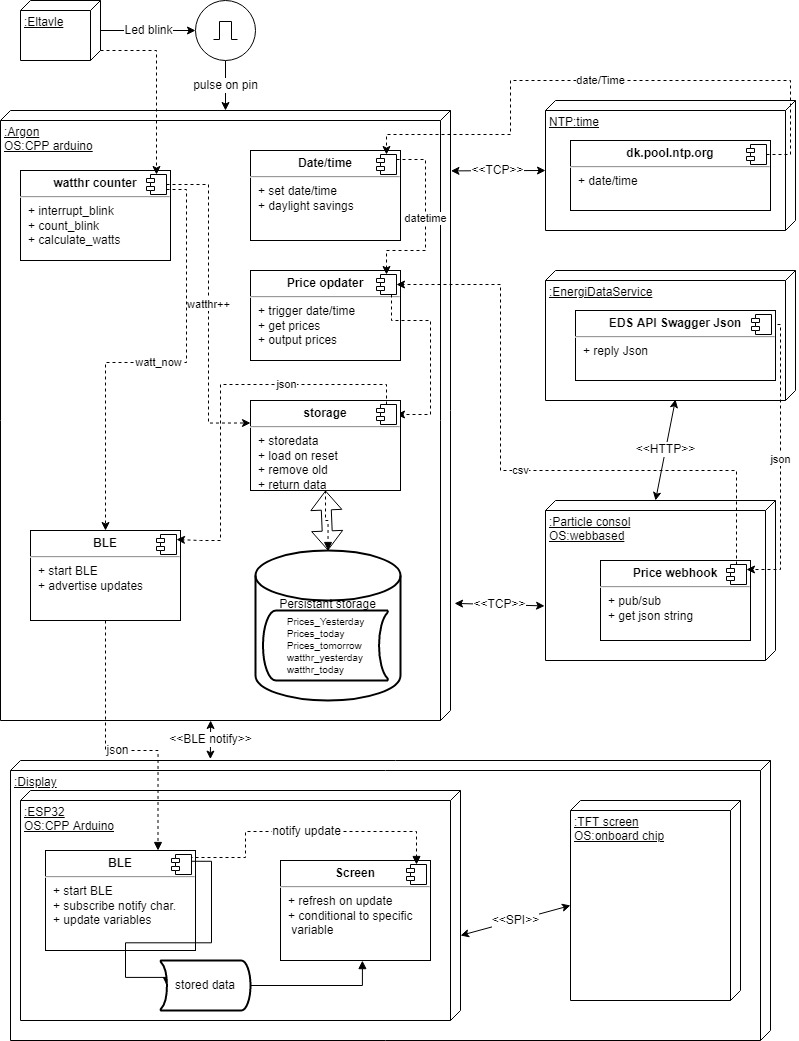 :Eltavle
Led blink
pulse on pin
date/Time
:Argon
OS:CPP arduino
watthr counter
+ interrupt_blink
+ count_blink
+ calculate_watts
Date/time
+ set date/time
+ daylight savings
<<TCP>>
NTP:time
dk.pool.ntp.org
+ date/time
datetime
Price opdater
+ trigger date/time
+ get prices
+ output prices
watthr++
:EnergiDataService
EDS API Swagger Json
+ reply Json
watt_now
json
storage
+ storedata
+ load on reset
+ remove old
+ return data
<<HTTP>>
json
csv
BLE
+ start BLE
+ advertise updates
:Particle consol
OS:webbased
Price webhook
+ pub/sub
+ get json string
<<TCP>>
Persistant storage
Prices_Yesterday
Prices_today
Prices_tomorrow
watthr_yesterday
watthr_today
<<BLE notify>>
json
:Display
:ESP32
OS:CPP Arduino
BLE
+ start BLE
+ subscribe notify char.
+ update variables
notify update
Screen
+ refresh on update
+ conditional to specific
variable
stored data
<<SPI>>
:TFT screen
OS:onboard chip